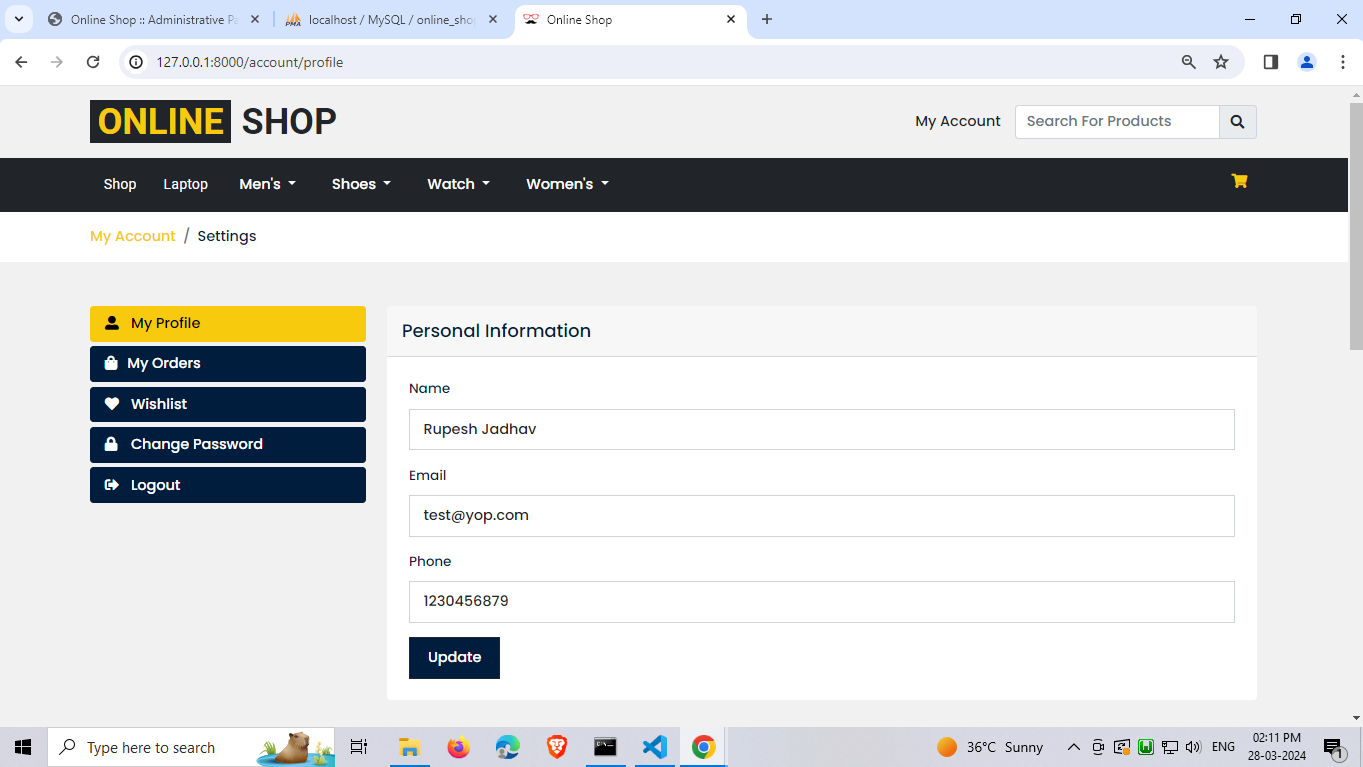 Online Shop :: Administrative Pa
localhost / MySQL / online_shop
Online Shop
127.0.0.1:8000/account/profile
ONLINE SHOP
My Account
Search For Products
Shop
Laptop
Men's
Shoes
Watch
Women's
My Account / Settings
My Profile
My Orders
Wishlist
Change Password
Logout
Personal Information
Name
Rupesh Jadhav
Email
test@yop.com
Phone
1230456879
Update
Type here to search
36°C Sunny
ENG
02:11 PM
28-03-2024
1